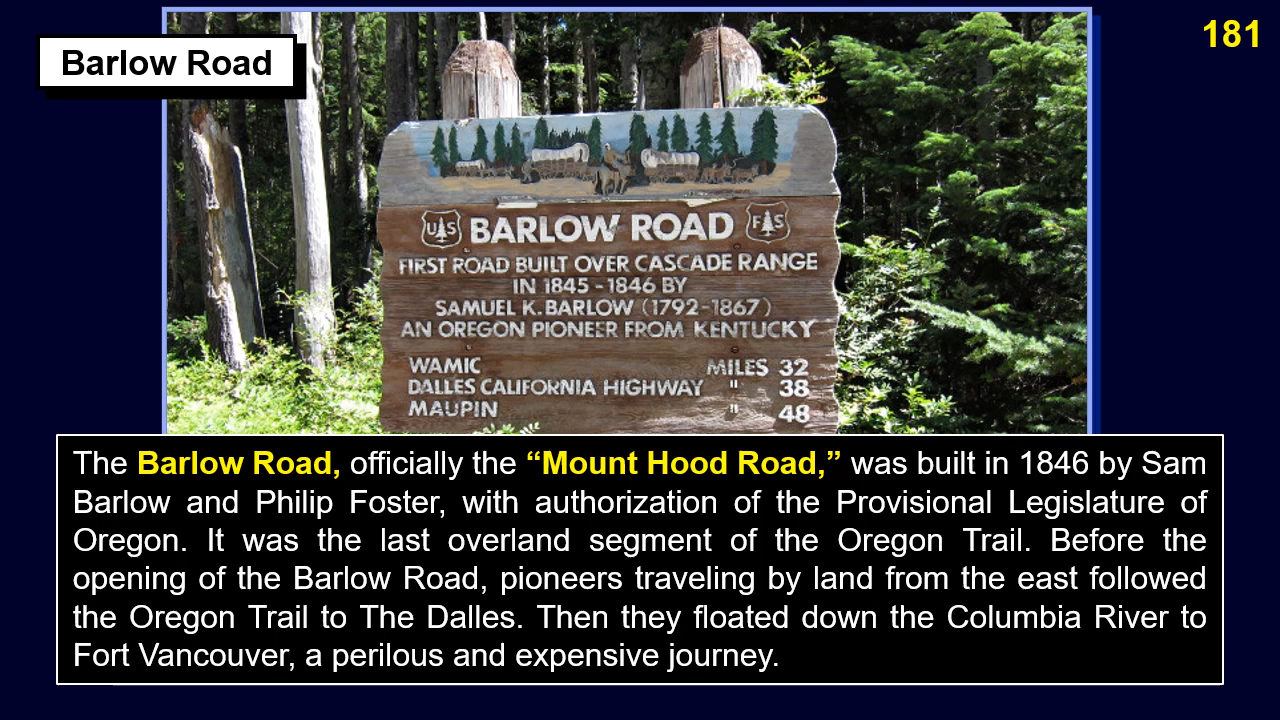 181
Barlow Road
U S
BARLOW ROAD
F S
FIRST ROAD BUILT OVER CASCADE RANGE
IN 1845 - 1846 BY
SAMUEL K. BARLOW (1792-1867)
AN OREGON PIONEER FROM KENTUCKY
WAMIC MILES 32
DALLES CALIFORNIA HIGHWAY " 38
MAUPIN " 48
The Barlow Road, officially the “Mount Hood Road,” was built in 1846 by Sam
Barlow and Philip Foster, with authorization of the Provisional Legislature of
Oregon. It was the last overland segment of the Oregon Trail. Before the
opening of the Barlow Road, pioneers traveling by land from the east followed
the Oregon Trail to The Dalles. Then they floated down the Columbia River to
Fort Vancouver, a perilous and expensive journey.